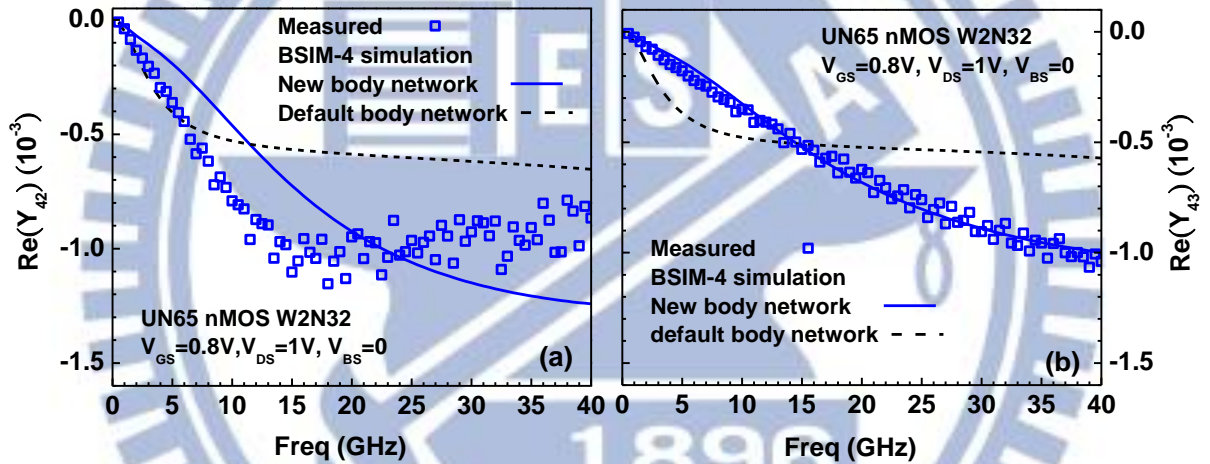 0.0
-0.5
-1.0
-1.5
Re(Y42) (10-3)
Measured
BSIM-4 simulation
New body network
Default body network
UN65 nMOS W2N32
VGS=0.8V,VDS=1V, VBS=0
(a)
0 5 10 15 20 25 30 35 40
Freq (GHz)
UN65 nMOS W2N32
VGS=0.8V, VDS=1V, VBS=0
Measured
BSIM-4 simulation
New body network
default body network
(b)
0 5 10 15 20 25 30 35 40
Freq (GHz)
0.0
-0.5
-1.0
-1.5
Re(Y43) (10-3)
E S A
1896